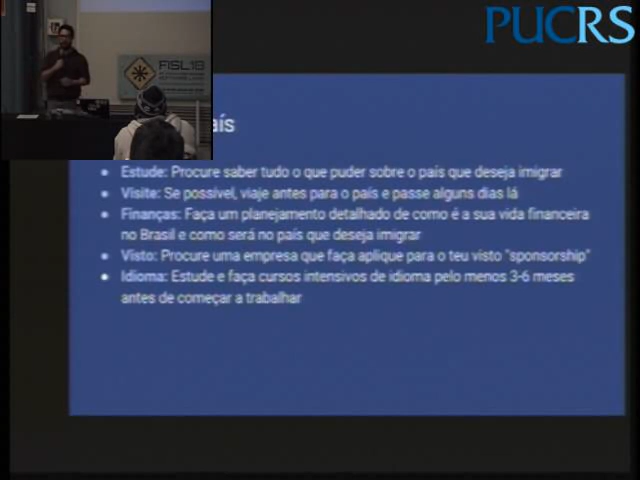 PUCRS
FISL18
aís
Estude: Procure saber tudo o que puder sobre o país que deseja imigrar
Visite: Se possível, viaje antes para o país e passe alguns dias lá
Finanças: Faça um planejamento detalhado de como é a sua vida financeira
no Brasil e como será no país que deseja imigrar
Visto: Procure uma empresa que faça aplique para o teu visto "sponsorship"
Idioma: Estude e faça cursos intensivos de idioma pelo menos 3-6 meses
antes de começar a trabalhar